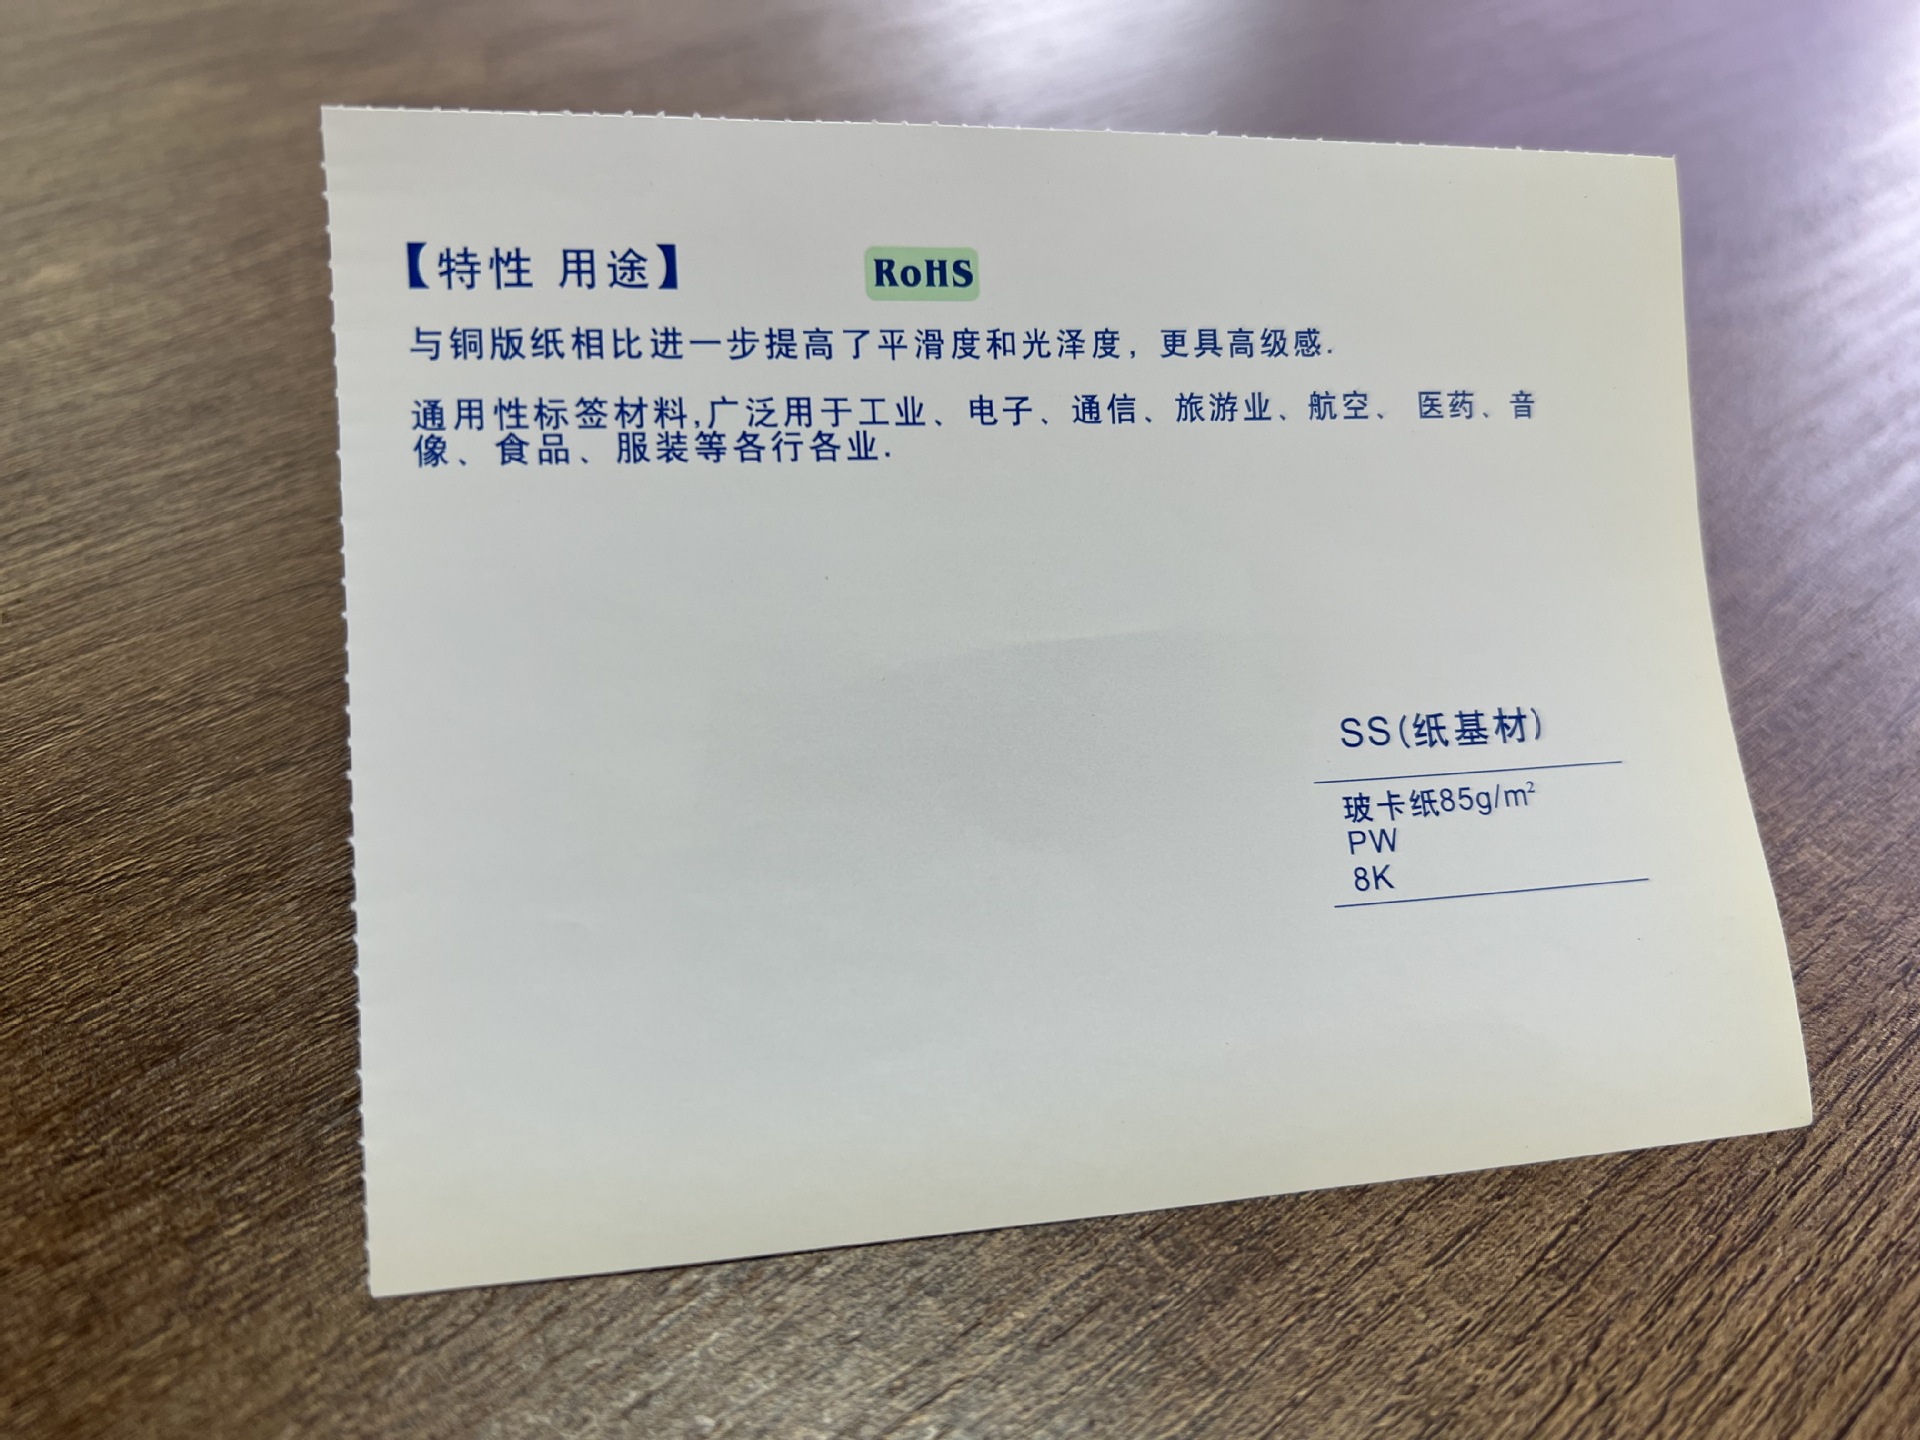 【特性 用途】 RoHS
与铜版纸相比进一步提高了平滑度和光泽度，更具高级感.
通用性标签材料,广泛用于工业、电子、通信、旅游业、航空、 医药、音
像、食品、服装等各行各业.
SS(纸基材)
玻卡纸85g/m²
PW
8K